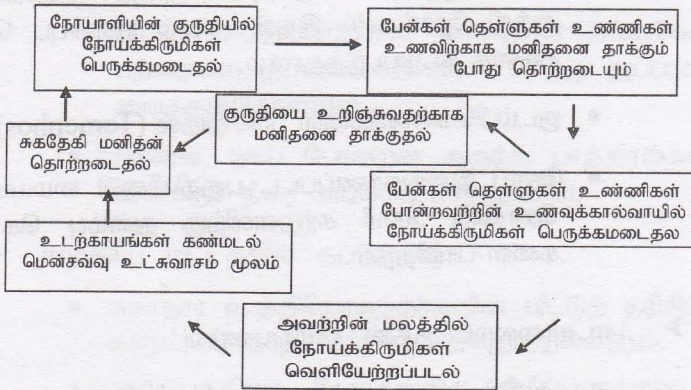 நோயாளியின் குருதியில்
நோய்க்கிருமிகள்
பெருக்கமடைதல்
பேன்கள் தெள்ளுகள் உண்ணிகள்
உணவிற்காக மனிதனை தாக்கும்
போது தொற்றடையும்
குருதியை உறிஞ்சுவதற்காக
மனிதனை தாக்குதல்
சுகதேகி மனிதன்
தொற்றடைதல்
பேன்கள் தெள்ளுகள் உண்ணிகள்
போன்றவற்றின் உணவுக்கால்வாயில்
நோய்க்கிருமிகள் பெருக்கமடைதல
உடற்காயங்கள் கண்மடல்
மென்சவ்வு உட்சுவாசம் மூலம்
அவற்றின் மலத்தில்
நோய்க்கிருமிகள்
வெளியேற்றப்படல்